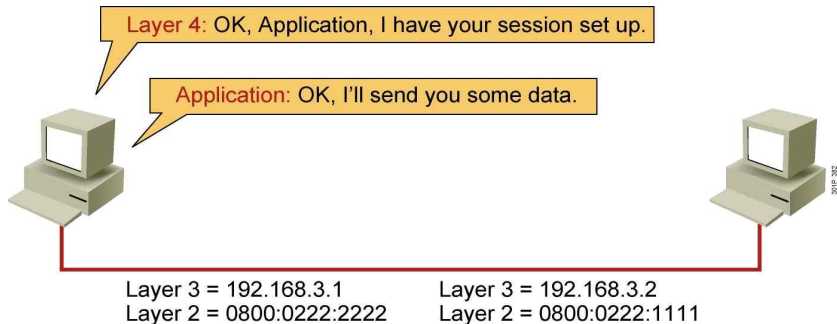 Layer 4: OK, Application, I have your session set up.
Application: OK, I'll send you some data.
301P_382
Layer 3 = 192.168.3.1
Layer 2 = 0800:0222:2222
Layer 3 = 192.168.3.2
Layer 2 = 0800:0222:1111